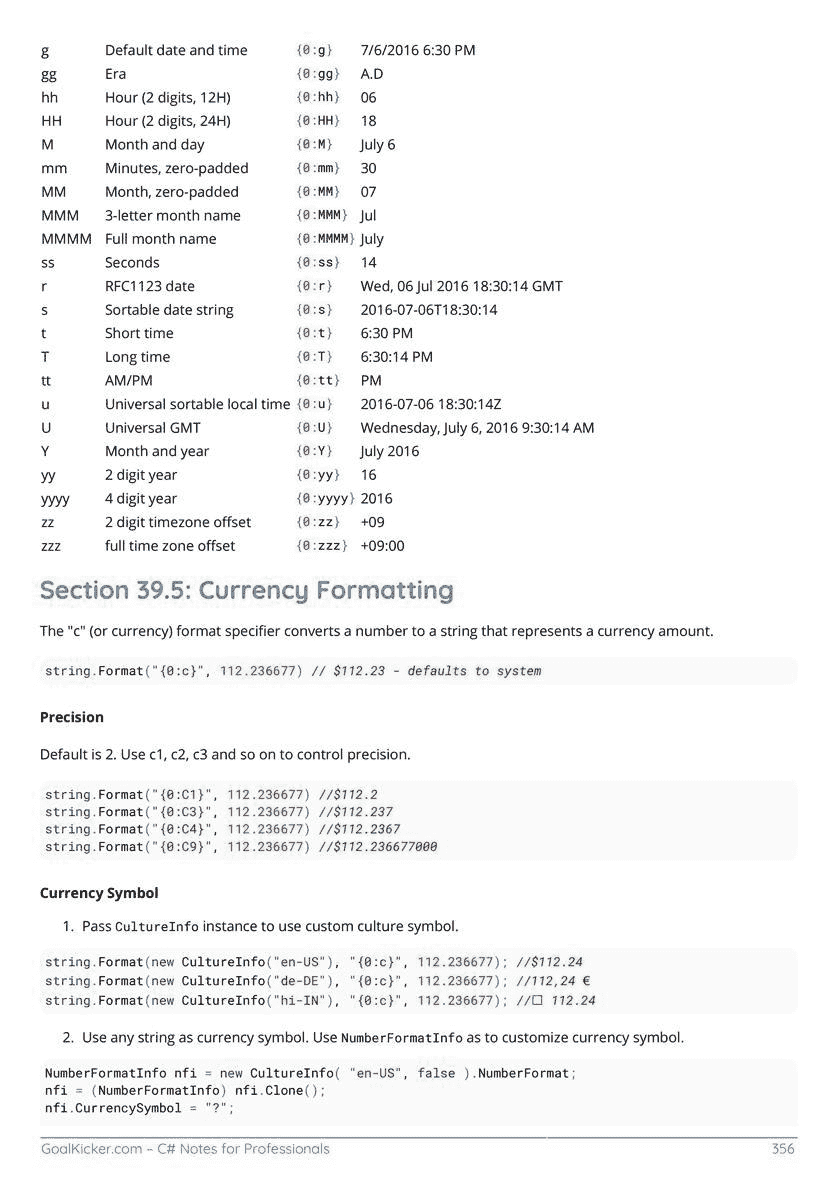 g Default date and time {0:g} 7/6/2016 6:30 PM
gg Era {0:gg} A.D
hh Hour (2 digits, 12H) {0:hh} 06
HH Hour (2 digits, 24H) {0:HH} 18
M Month and day {0:M} July 6
mm Minutes, zero-padded {0:mm} 30
MM Month, zero-padded {0:MM} 07
MMM 3-letter month name {0:MMM} Jul
MMMM Full month name {0:MMMM} July
ss Seconds {0:ss} 14
r RFC1123 date {0:r} Wed, 06 Jul 2016 18:30:14 GMT
s Sortable date string {0:s} 2016-07-06T18:30:14
t Short time {0:t} 6:30 PM
T Long time {0:T} 6:30:14 PM
tt AM/PM {0:tt} PM
u Universal sortable local time {0:u} 2016-07-06 18:30:14Z
U Universal GMT {0:U} Wednesday, July 6, 2016 9:30:14 AM
Y Month and year {0:Y} July 2016
yy 2 digit year {0:yy} 16
yyyy 4 digit year {0:yyyy} 2016
zz 2 digit timezone offset {0:zz} +09
zzz full time zone offset {0:zzz} +09:00
Section 39.5: Currency Formatting
The "c" (or currency) format specifier converts a number to a string that represents a currency amount.
string.Format("{0:c}", 112.236677) // $112.23 - defaults to system
Precision
Default is 2. Use c1, c2, c3 and so on to control precision.
string.Format("{0:C1}", 112.236677) //$112.2
string.Format("{0:C3}", 112.236677) //$112.237
string.Format("{0:C4}", 112.236677) //$112.2367
string.Format("{0:C9}", 112.236677) //$112.236677000
Currency Symbol
1. Pass CultureInfo instance to use custom culture symbol.
string.Format(new CultureInfo("en-US"), "{0:c}", 112.236677); //$112.24
string.Format(new CultureInfo("de-DE"), "{0:c}", 112.236677); //112,24 €
string.Format(new CultureInfo("hi-IN"), "{0:c}", 112.236677); //□ 112.24
2. Use any string as currency symbol. Use NumberFormatInfo as to customize currency symbol.
NumberFormatInfo nfi = new CultureInfo( "en-US", false ).NumberFormat;
nfi = (NumberFormatInfo) nfi.Clone();
nfi.CurrencySymbol = "?";
GoalKicker.com – C# Notes for Professionals 356